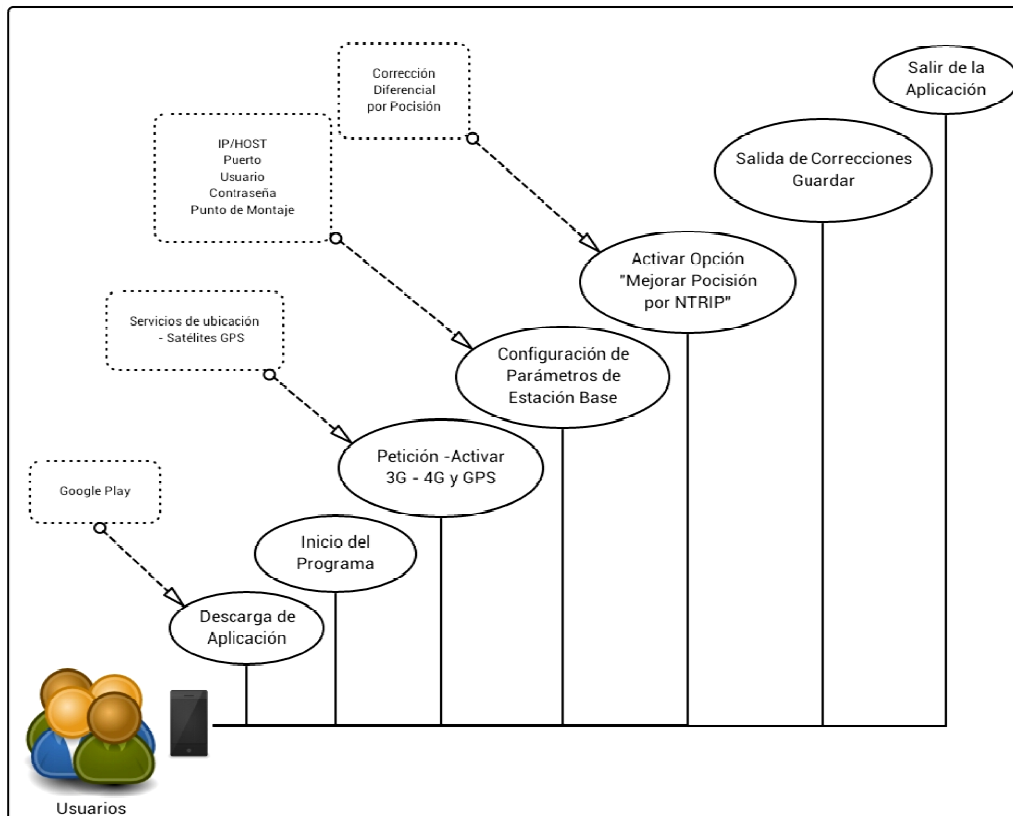 Salir de la
Aplicación
Corrección
Diferencial
por Pocisión
Salida de Correcciones
Guardar
IP/HOST
Puerto
Usuario
Contraseña
Punto de Montaje
Activar Opción
"Mejorar Pocisión
por NTRIP"
Servicios de ubicación
- Satélites GPS
Configuración de
Parámetros de
Estación Base
Petición -Activar
3G - 4G y GPS
Google Play
Inicio del
Programa
Descarga de
Aplicación
Usuarios